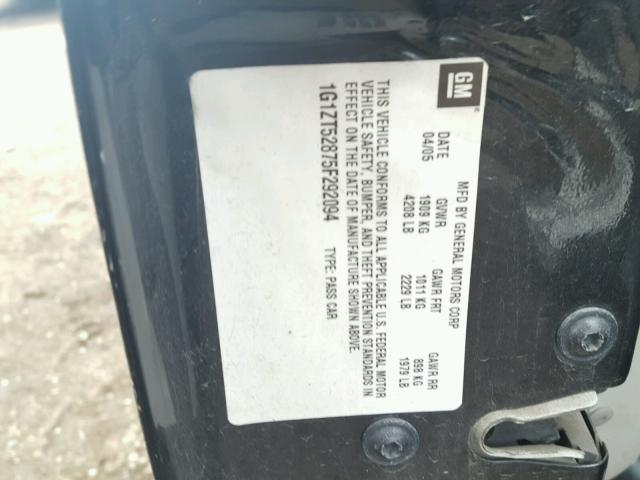 GM
MFD BY GENERAL MOTORS CORP
DATE GVWR GAWR FRT GAWR RR
04/05 1909 KG 1011 KG 898 KG
4208 LB 2229 LB 1979 LB
THIS VEHICLE CONFORMS TO ALL APPLICABLE U.S. FEDERAL MOTOR
VEHICLE SAFETY, BUMPER, AND THEFT PREVENTION STANDARDS IN
EFFECT ON THE DATE OF MANUFACTURE SHOWN ABOVE.
1G1ZT52875F292094 TYPE: PASS CAR